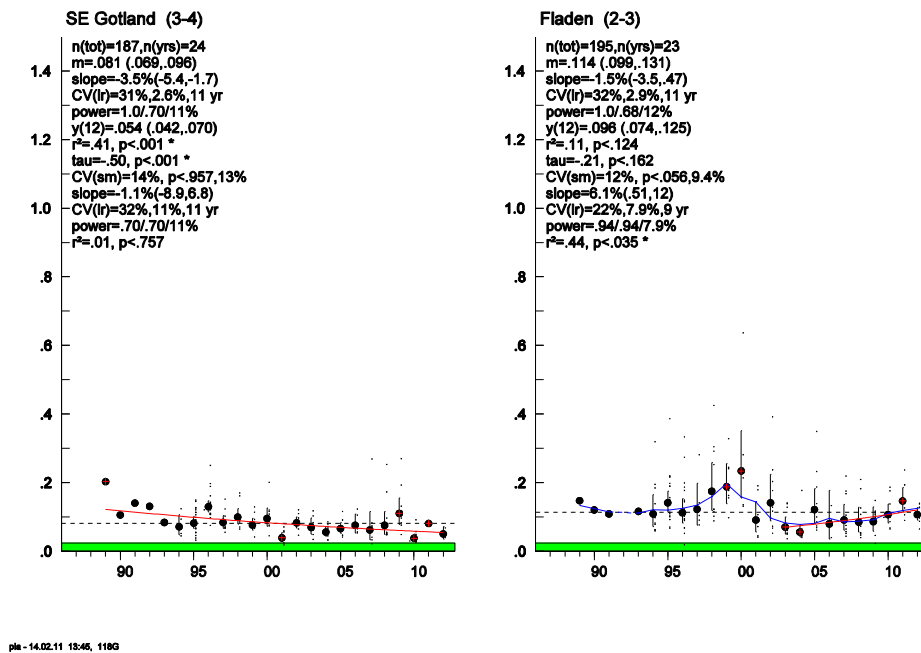 SE Gotland (3-4)
n(tot)=187,n(yrs)=24
m=.081 (.069,.096)
slope=-3.5%(-5.4,-1.7)
CV(lr)=31%,2.6%,11 yr
power=1.0/.70/11%
y(12)=.054 (.042,.070)
r²=.41, p<.001 *
tau=-.50, p<.001 *
CV(sm)=14%, p<.957,13%
slope=-1.1%(-8.9,6.8)
CV(lr)=32%,11%,11 yr
power=.70/.70/11%
r²=.01, p<.757
1.4
1.2
1.0
.8
.6
.4
.2
.0
90
95
00
05
10
Fladen (2-3)
n(tot)=195,n(yrs)=23
m=.114 (.099,.131)
slope=-1.5%(-3.5,.47)
CV(lr)=32%,2.9%,11 yr
power=1.0/.68/12%
y(12)=.096 (.074,.125)
r²=.11, p<.124
tau=-.21, p<.162
CV(sm)=12%, p<.056,9.4%
slope=6.1%(.51,12)
CV(lr)=22%,7.9%,9 yr
power=.94/.94/7.9%
r²=.44, p<.035 *
1.4
1.2
1.0
.8
.6
.4
.2
.0
90
95
00
05
10
pia - 14.02.11 13:45, 118G